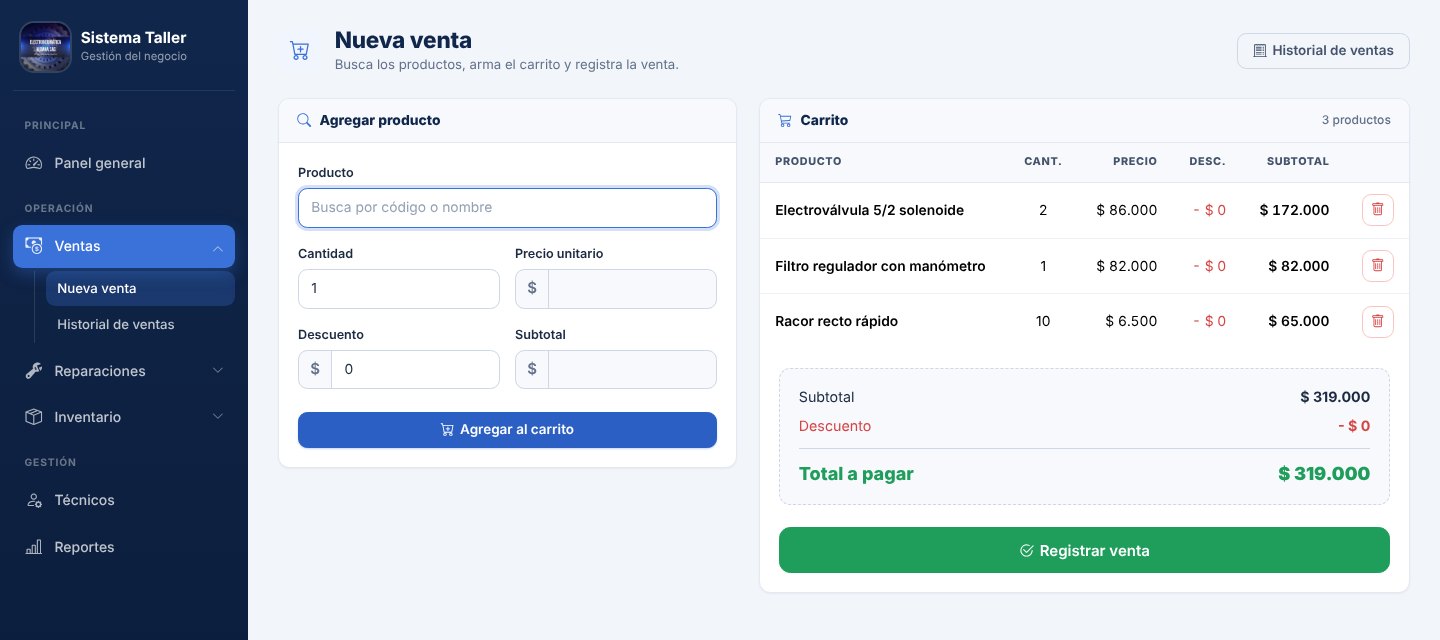 Sistema Taller
Gestión del negocio
PRINCIPAL
Panel general
OPERACIÓN
Ventas
Nueva venta
Historial de ventas
Reparaciones
Inventario
GESTIÓN
Técnicos
Reportes
Nueva venta
Busca los productos, arma el carrito y registra la venta.
Historial de ventas
Agregar producto
Producto
Busca por código o nombre
Cantidad Precio unitario
1 $
Descuento Subtotal
$ 0 $
Agregar al carrito
Carrito 3 productos
PRODUCTO CANT. PRECIO DESC. SUBTOTAL
Electroválvula 5/2 solenoide 2 $ 86.000 - $ 0 $ 172.000
Filtro regulador con manómetro 1 $ 82.000 - $ 0 $ 82.000
Racor recto rápido 10 $ 6.500 - $ 0 $ 65.000
Subtotal $ 319.000
Descuento - $ 0
Total a pagar $ 319.000
Registrar venta